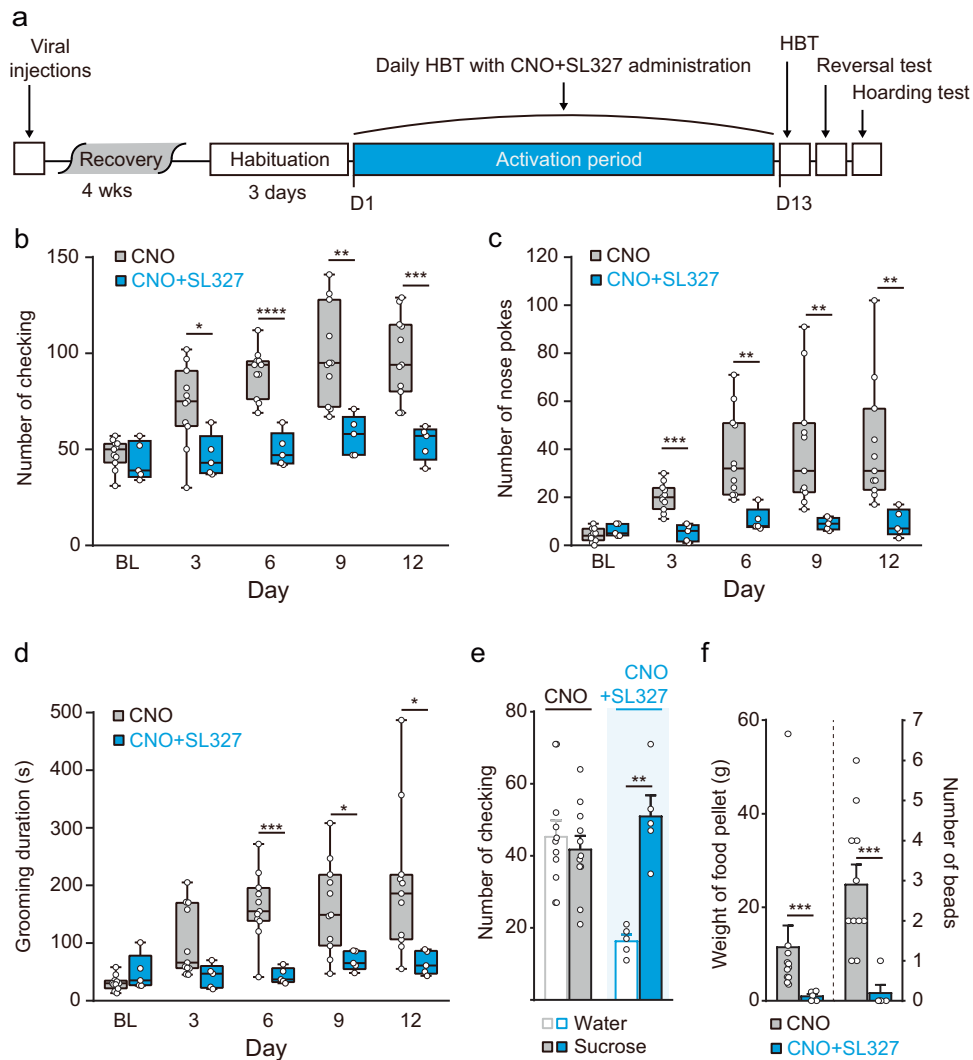 a
Viral
injections
Recovery
4 wks
Habituation
3 days
Daily HBT with CNO+SL327 administration
Activation period
D1
D13
HBT
Reversal test
Hoarding test
b
CNO
CNO+SL327
Number of checking
150
100
50
0
* **** ** ***
BL 3 6 9 12
Day
c
CNO
CNO+SL327
Number of nose pokes
120
100
80
60
40
20
0
*** ** ** **
BL 3 6 9 12
Day
d
CNO
CNO+SL327
Grooming duration (s)
500
400
300
200
100
0
*** * *
BL 3 6 9 12
Day
e
CNO
CNO
+SL327
Number of checking
80
60
40
20
**
Water
Sucrose
f
Weight of food pellet (g)
60
40
20
0
*** ***
7
6
5
4
3
2
1
0
Number of beads
CNO
CNO+SL327